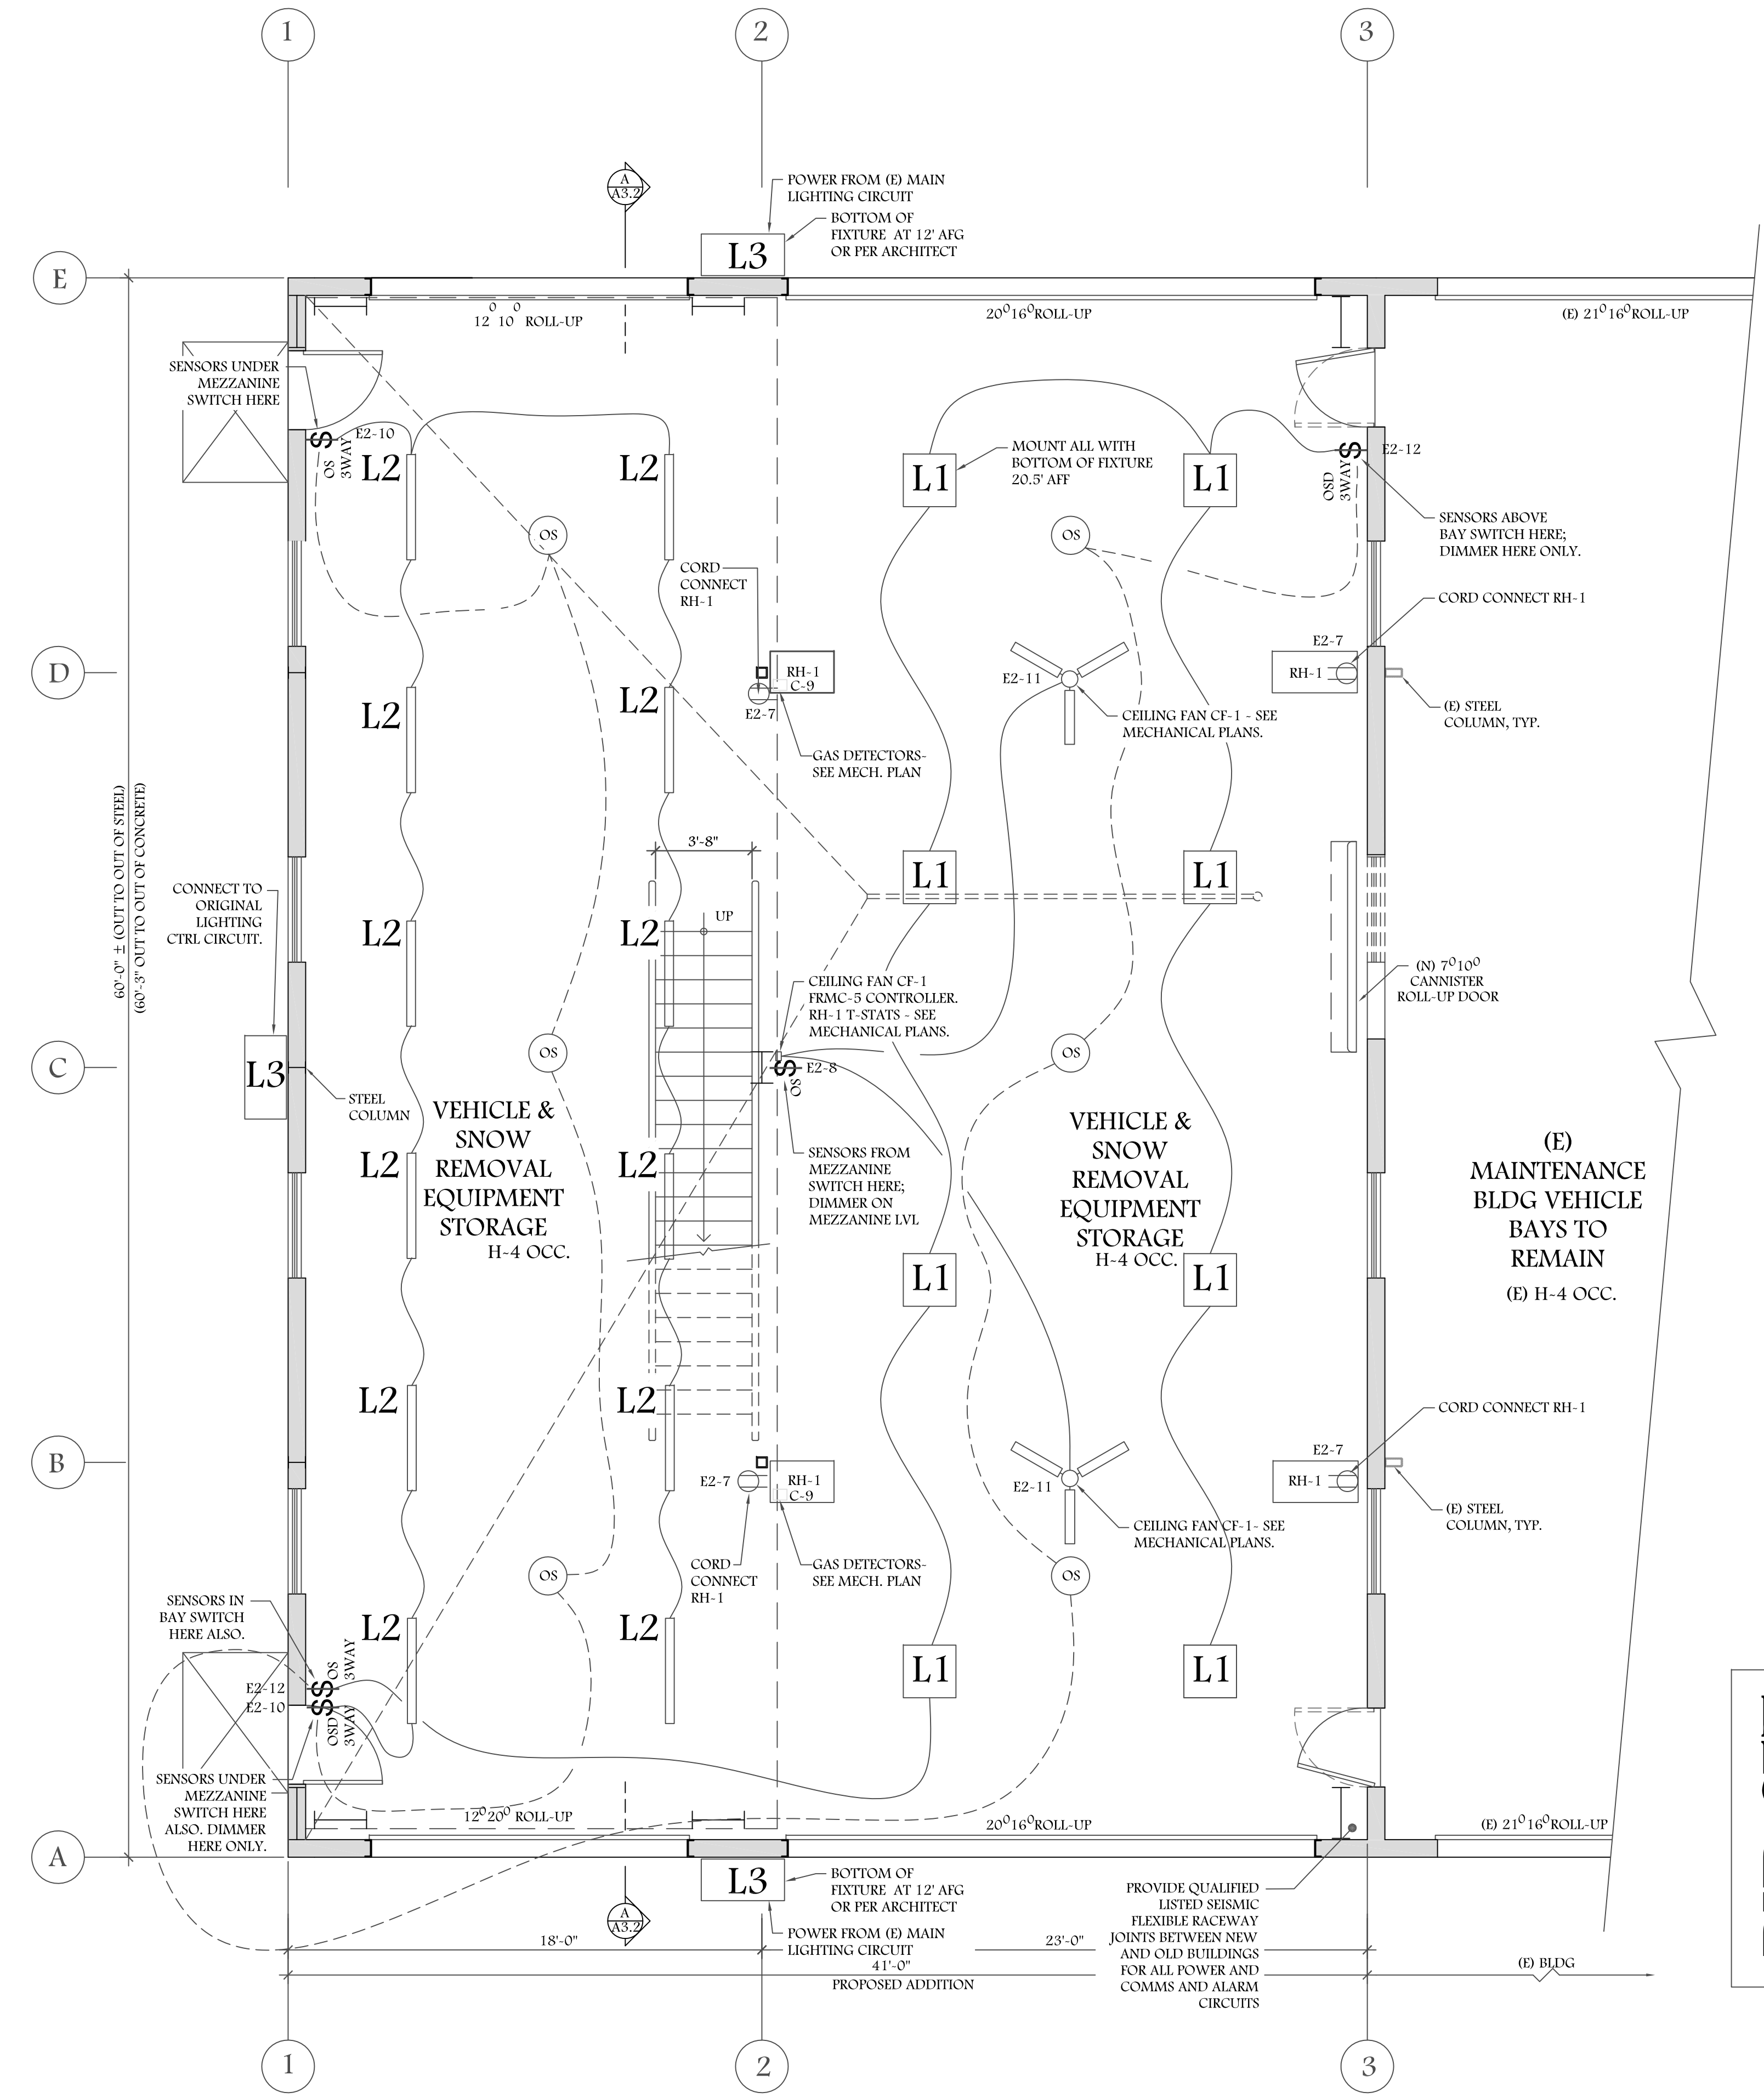 1
2
3
A
A3.2
POWER FROM (E) MAIN
LIGHTING CIRCUIT
BOTTOM OF
FIXTURE AT 12' AFG
OR PER ARCHITECT
L3
E
12⁰10⁰ ROLL-UP
20⁰16⁰ROLL-UP
(E) 21⁰16⁰ROLL-UP
SENSORS UNDER
MEZZANINE
SWITCH HERE
S
E2-10
OS
3WAY
L2
L2
L1
MOUNT ALL WITH
BOTTOM OF FIXTURE
20.5' AFF
L1
S
E2-12
OSD
3WAY
SENSORS ABOVE
BAY SWITCH HERE;
DIMMER HERE ONLY.
OS
OS
CORD
CONNECT
RH-1
CORD CONNECT RH-1
D
RH-1
C-9
E2-7
E2-11
E2-7
RH-1
(E) STEEL
COLUMN, TYP.
L2
L2
CEILING FAN CF-1 - SEE
MECHANICAL PLANS.
GAS DETECTORS-
SEE MECH. PLAN
60'-0" ± (OUT TO OUT OF STEEL)
(60'-3" OUT TO OUT OF CONCRETE)
3'-8"
L1
L1
CONNECT TO
ORIGINAL
LIGHTING
CTRL CIRCUIT.
L2
L2
UP
(N) 7⁰10⁰
CANNISTER
ROLL-UP DOOR
CEILING FAN CF-1
FRMC-5 CONTROLLER.
RH-1 T-STATS - SEE
MECHANICAL PLANS.
OS
OS
C
L3
S
E2-8
OS
STEEL
COLUMN
VEHICLE &
SNOW
REMOVAL
EQUIPMENT
STORAGE
H-4 OCC.
L2
L2
SENSORS FROM
MEZZANINE
SWITCH HERE;
DIMMER ON
MEZZANINE LVL
VEHICLE &
SNOW
REMOVAL
EQUIPMENT
STORAGE
H-4 OCC.
(E)
MAINTENANCE
BLDG VEHICLE
BAYS TO
REMAIN
(E) H-4 OCC.
L1
L1
L2
L2
CORD CONNECT RH-1
B
E2-7
RH-1
C-9
E2-11
E2-7
RH-1
(E) STEEL
COLUMN, TYP.
CEILING FAN CF-1- SEE
MECHANICAL PLANS.
OS
OS
CORD
CONNECT
RH-1
GAS DETECTORS-
SEE MECH. PLAN
SENSORS IN
BAY SWITCH
HERE ALSO.
L2
L2
L1
L1
OS
3WAY
E2-12
S
S
E2-10
S
S
OSD
3WAY
SENSORS UNDER
MEZZANINE
SWITCH HERE
ALSO. DIMMER
HERE ONLY.
12⁰20⁰ ROLL-UP
20⁰16⁰ROLL-UP
(E) 21⁰16⁰ROLL-UP
A
L3
BOTTOM OF
FIXTURE AT 12' AFG
OR PER ARCHITECT
A
A3.2
POWER FROM (E) MAIN
LIGHTING CIRCUIT
PROVIDE QUALIFIED
LISTED SEISMIC
FLEXIBLE RACEWAY
JOINTS BETWEEN NEW
AND OLD BUILDINGS
FOR ALL POWER AND
COMMS AND ALARM
CIRCUITS
18'-0"
23'-0"
41'-0"
PROPOSED ADDITION
(E) BLDG
1
2
3